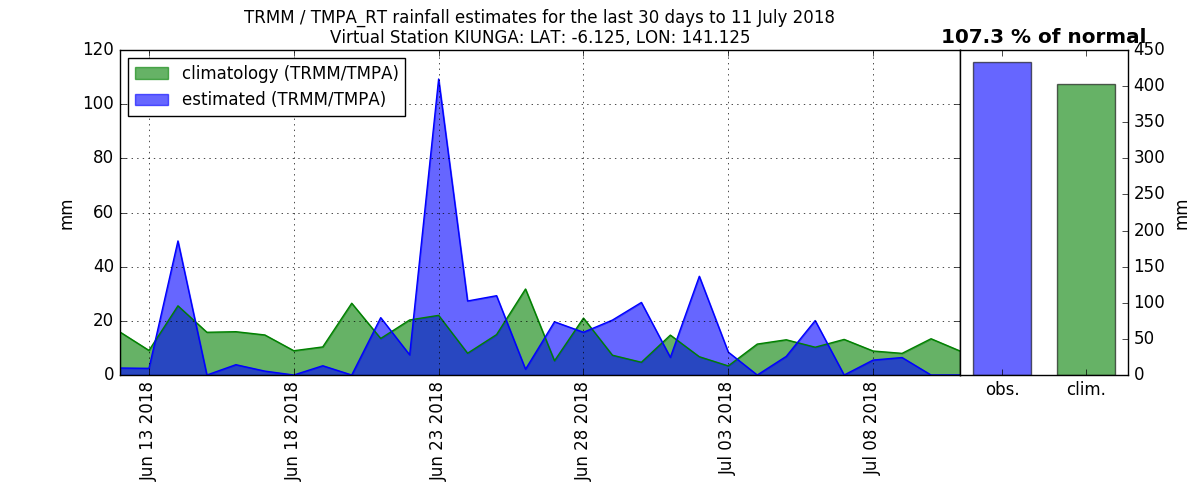 TRMM / TMPA_RT rainfall estimates for the last 30 days to 11 July 2018
Virtual Station KIUNGA: LAT: -6.125, LON: 141.125
107.3 % of normal
climatology (TRMM/TMPA)
estimated (TRMM/TMPA)
mm
120
100
80
60
40
20
0
Jun 13 2018
Jun 18 2018
Jun 23 2018
Jun 28 2018
Jul 03 2018
Jul 08 2018
obs.
clim.
450
400
350
300
250
200
150
100
50
0
mm